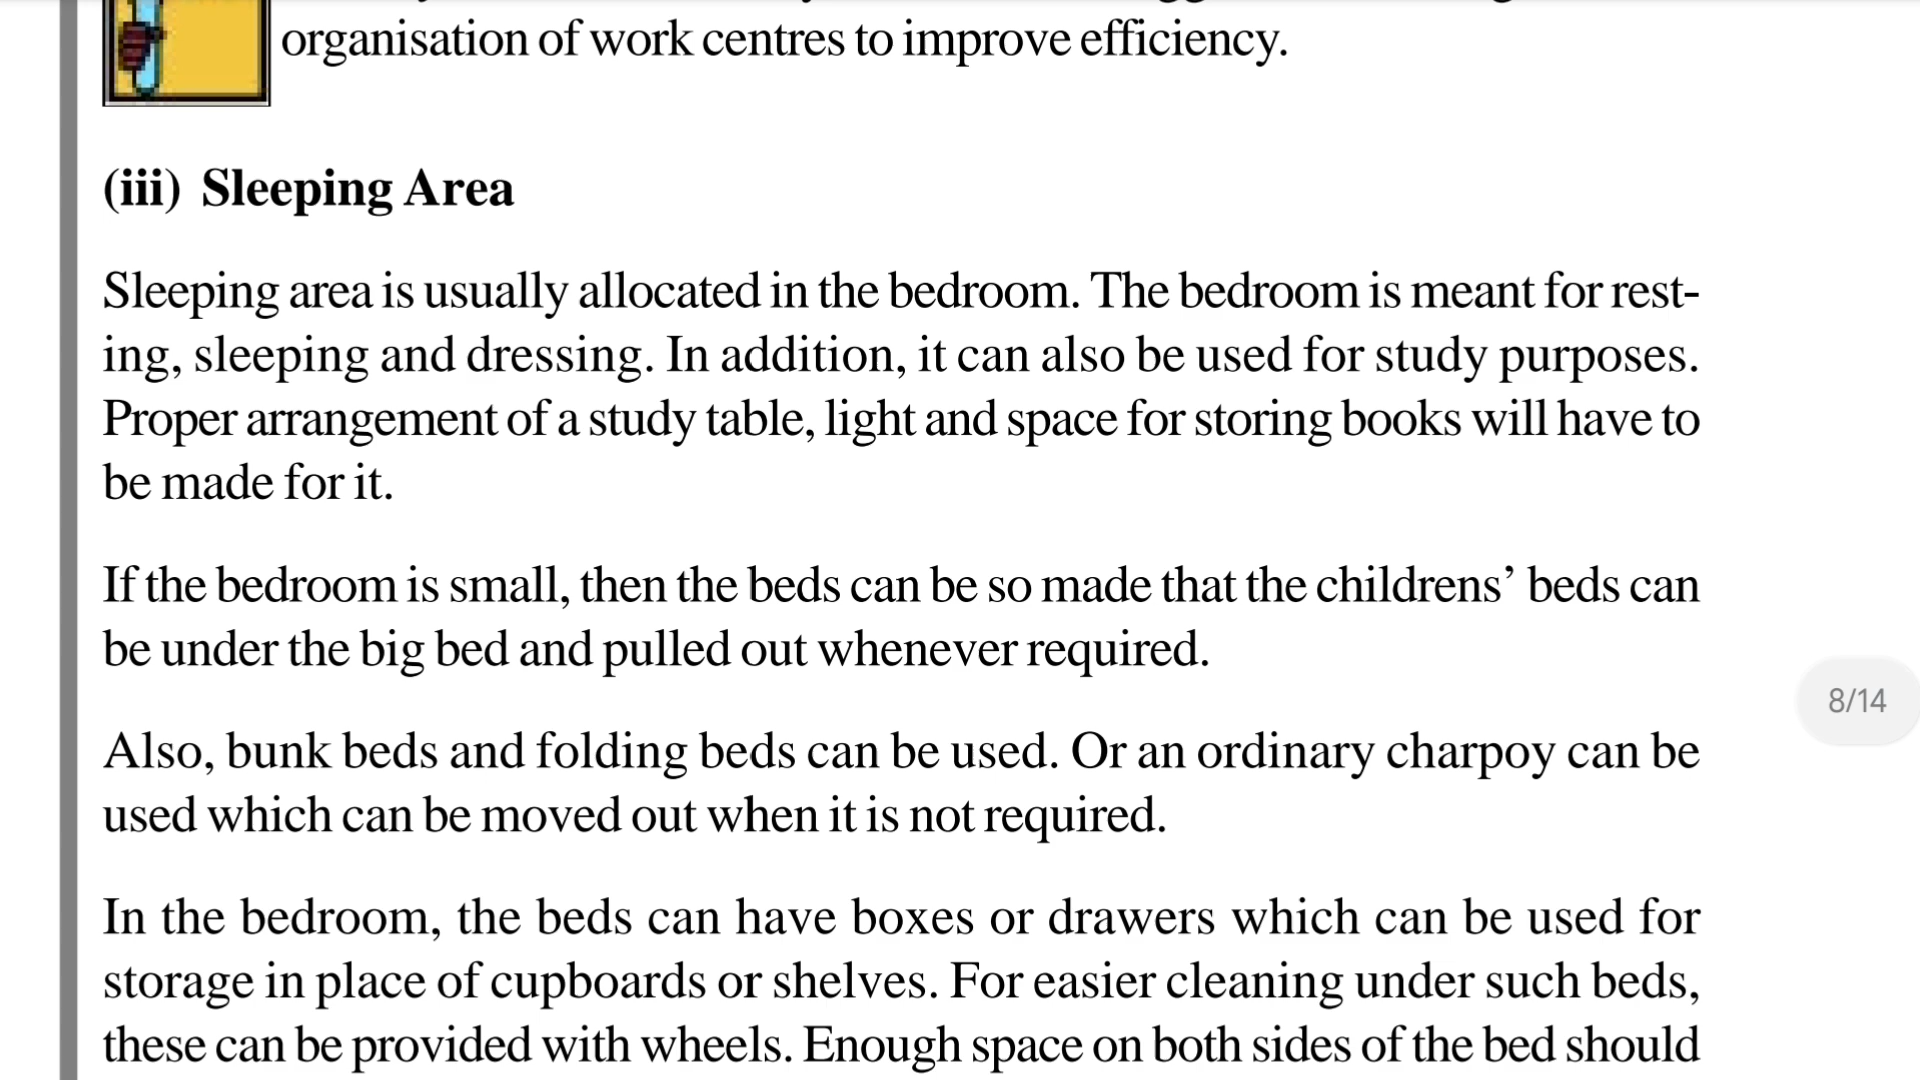 organisation of work centres to improve efficiency.
(iii) Sleeping Area
Sleeping area is usually allocated in the bedroom. The bedroom is meant for rest-
ing, sleeping and dressing. In addition, it can also be used for study purposes.
Proper arrangement of a study table, light and space for storing books will have to
be made for it.
If the bedroom is small, then the beds can be so made that the childrens’ beds can
be under the big bed and pulled out whenever required.
Also, bunk beds and folding beds can be used. Or an ordinary charpoy can be
used which can be moved out when it is not required.
In the bedroom, the beds can have boxes or drawers which can be used for
storage in place of cupboards or shelves. For easier cleaning under such beds,
these can be provided with wheels. Enough space on both sides of the bed should
8/14